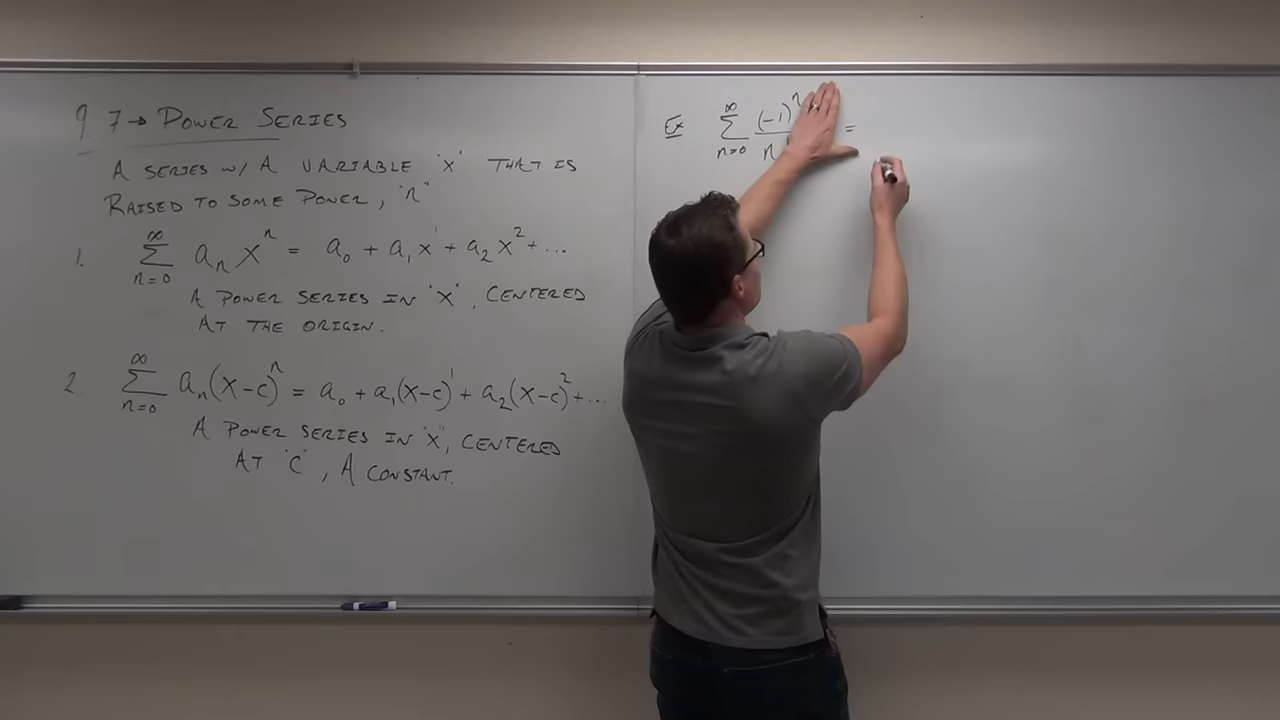 9.7→ POWER SERIES
A SERIES W/ A VARIABLE "X" THAT IS
RAISED TO SOME POWER, "n"
1. ∞ Σ n=0 aₙ xⁿ = a₀ + a₁x¹ + a₂x² + ...
A POWER SERIES IN "X", CENTERED
AT THE ORIGIN.
2. ∞ Σ n=0 aₙ(x-c)ⁿ = a₀ + a₁(x-c)¹ + a₂(x-c)² + ...
A POWER SERIES IN "X", CENTERED
AT "C", A CONSTANT.
Ex ∞ Σ n=0 (-1)ⁿ / n =